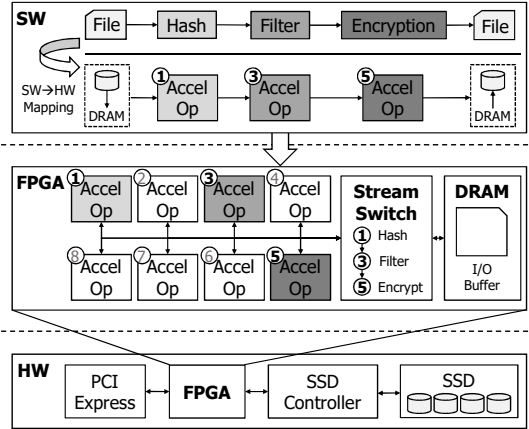 SW
File
Hash
Filter
Encryption
File
SW→HW
Mapping
DRAM
1
Accel
Op
3
Accel
Op
5
Accel
Op
DRAM
FPGA
1
Accel
Op
2
Accel
Op
3
Accel
Op
4
Accel
Op
8
Accel
Op
7
Accel
Op
6
Accel
Op
5
Accel
Op
Stream
Switch
1 Hash
3 Filter
5 Encrypt
DRAM
I/O
Buffer
HW
PCI
Express
FPGA
SSD
Controller
SSD